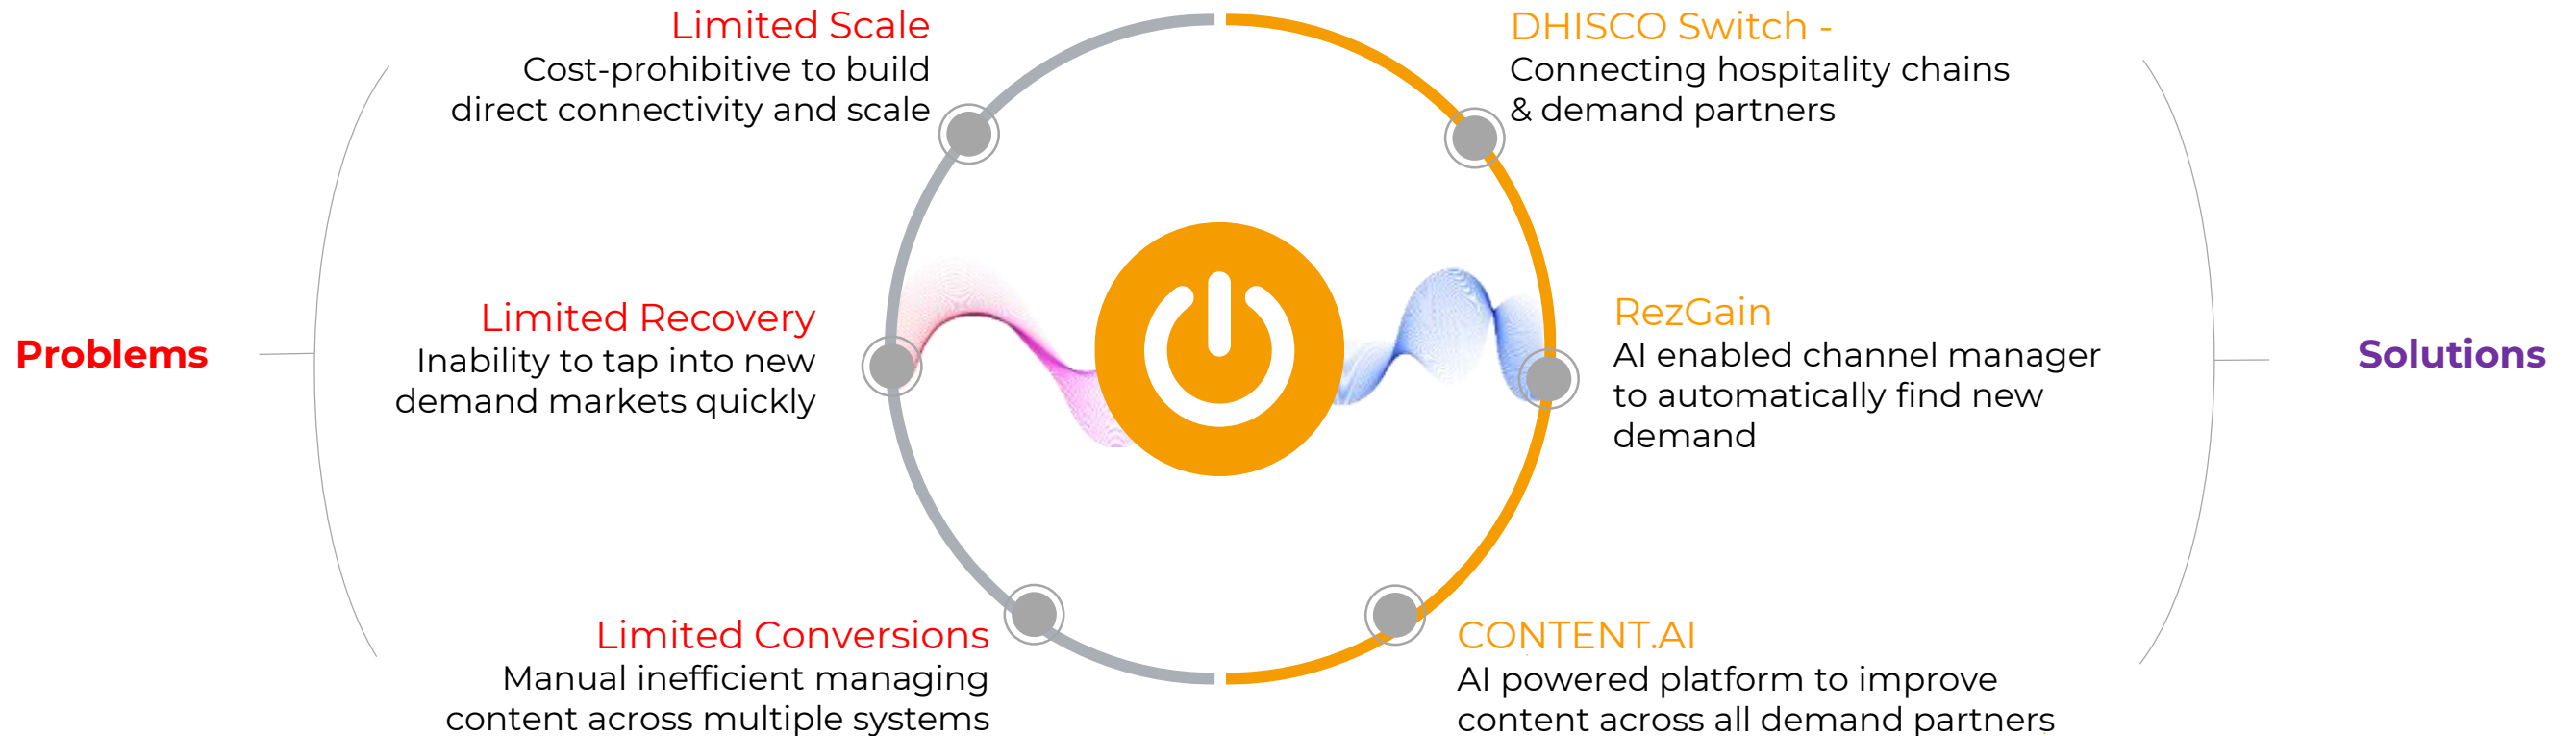 Problems
Limited Scale
Cost-prohibitive to build
direct connectivity and scale
Limited Recovery
Inability to tap into new
demand markets quickly
Limited Conversions
Manual inefficient managing
content across multiple systems
DHISCO Switch -
Connecting hospitality chains
& demand partners
RezGain
AI enabled channel manager
to automatically find new
demand
CONTENT.AI
AI powered platform to improve
content across all demand partners
Solutions